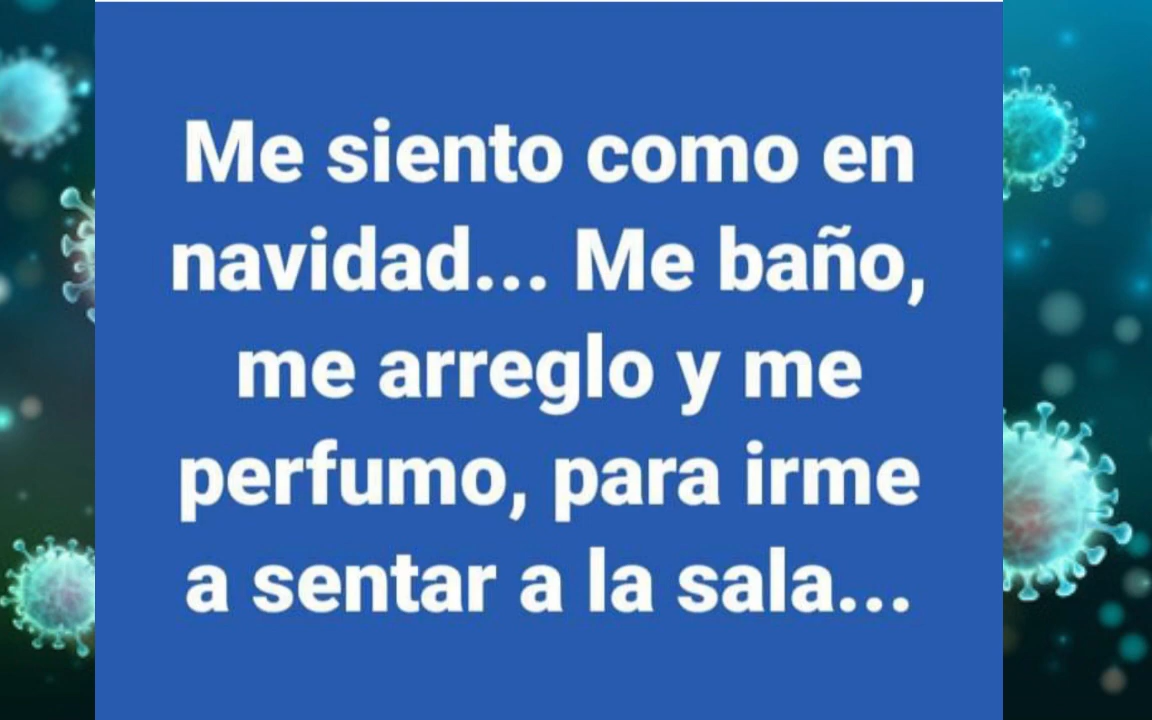 Me siento como en
navidad... Me baño,
me arreglo y me
perfumo, para irme
a sentar a la sala...